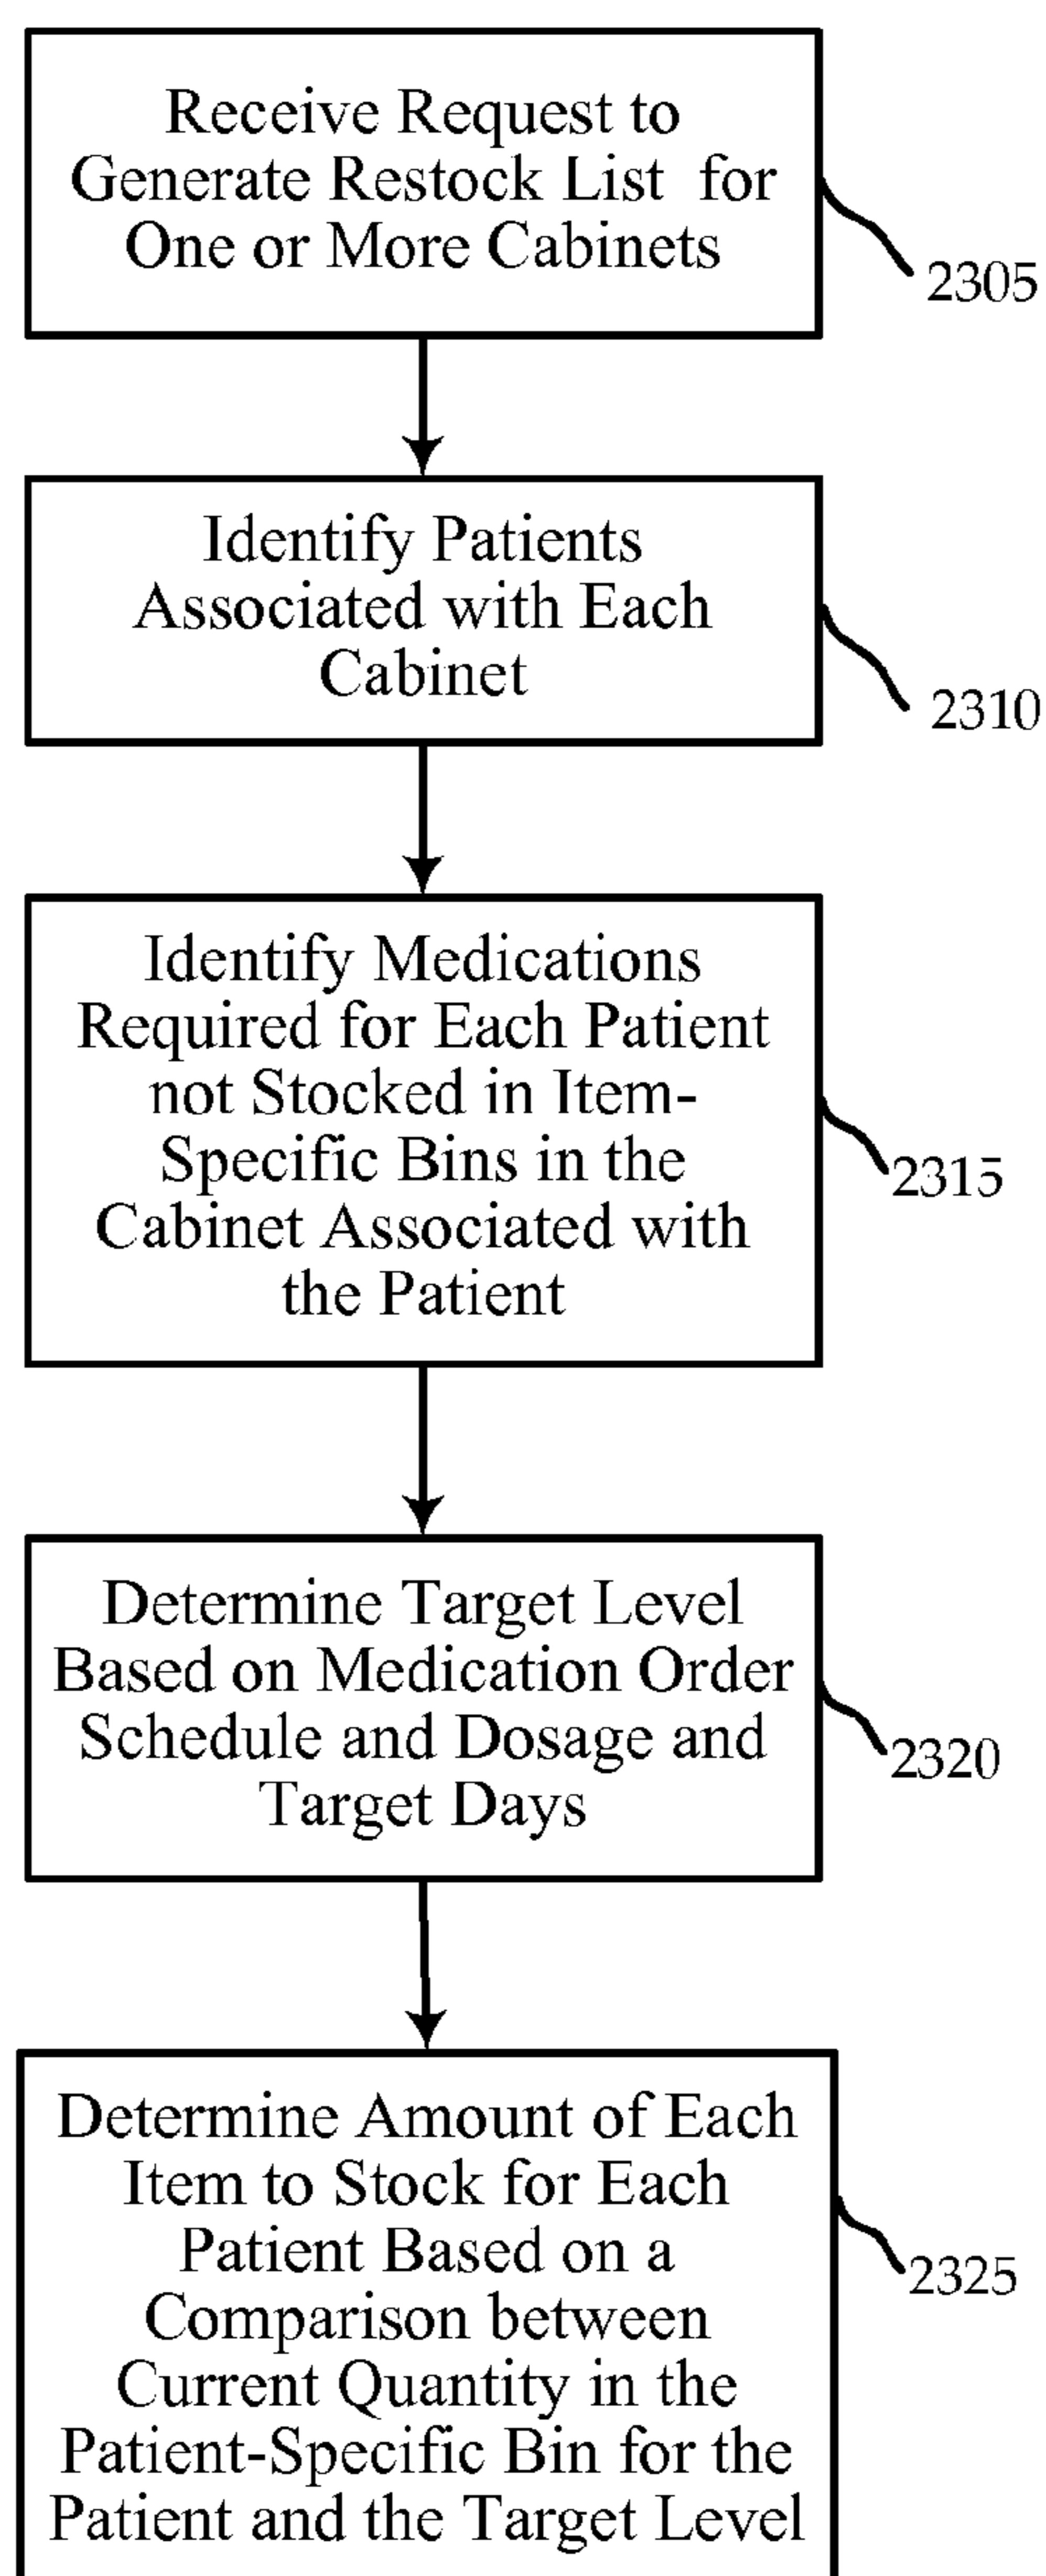 Receive Request to
Generate Restock List for
One or More Cabinets
2305
Identify Patients
Associated with Each
Cabinet
2310
Identify Medications
Required for Each Patient
not Stocked in Item-
Specific Bins in the
Cabinet Associated with
the Patient
2315
Determine Target Level
Based on Medication Order
Schedule and Dosage and
Target Days
2320
Determine Amount of Each
Item to Stock for Each
Patient Based on a
Comparison between
Current Quantity in the
Patient-Specific Bin for the
Patient and the Target Level
2325